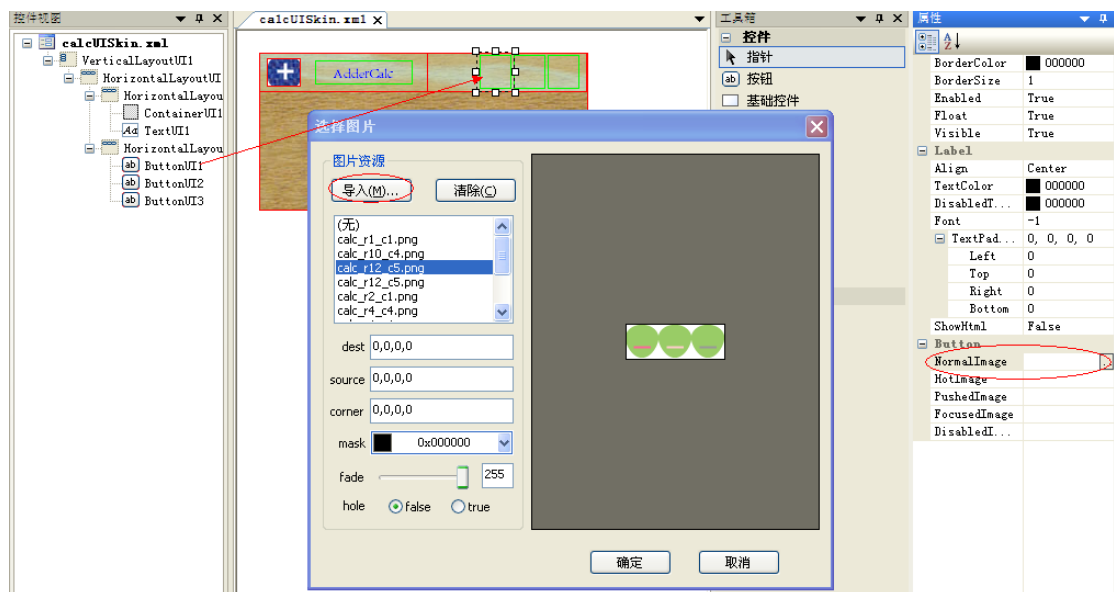 控件视图
calcUISkin.xml
VerticalLayoutUI1
HorizontalLayoutUI
HorizontalLayou
ContainerUI1
TextUI1
HorizontalLayou
ButtonUI1
ButtonUI2
ButtonUI3
calcUISkin.xml
AdderCalc
选择图片
图片资源
导入(M)...
清除(C)
(无)
calc_r1_c1.png
calc_r10_c4.png
calc_r12_c5.png
calc_r12_c5.png
calc_r2_c1.png
calc_r4_c4.png
dest 0,0,0,0
source 0,0,0,0
corner 0,0,0,0
mask 0x000000
fade 255
hole false true
确定 取消
工具箱
控件
指针
按钮
基础控件
属性
BorderColor 000000
BorderSize 1
Enabled True
Float True
Visible True
Label
Align Center
TextColor 000000
DisabledT... 000000
Font -1
TextPad... 0, 0, 0, 0
Left 0
Top 0
Right 0
Bottom 0
ShowHtml False
Button
NormalImage
HotImage
PushedImage
FocusedImage
DisabledI...